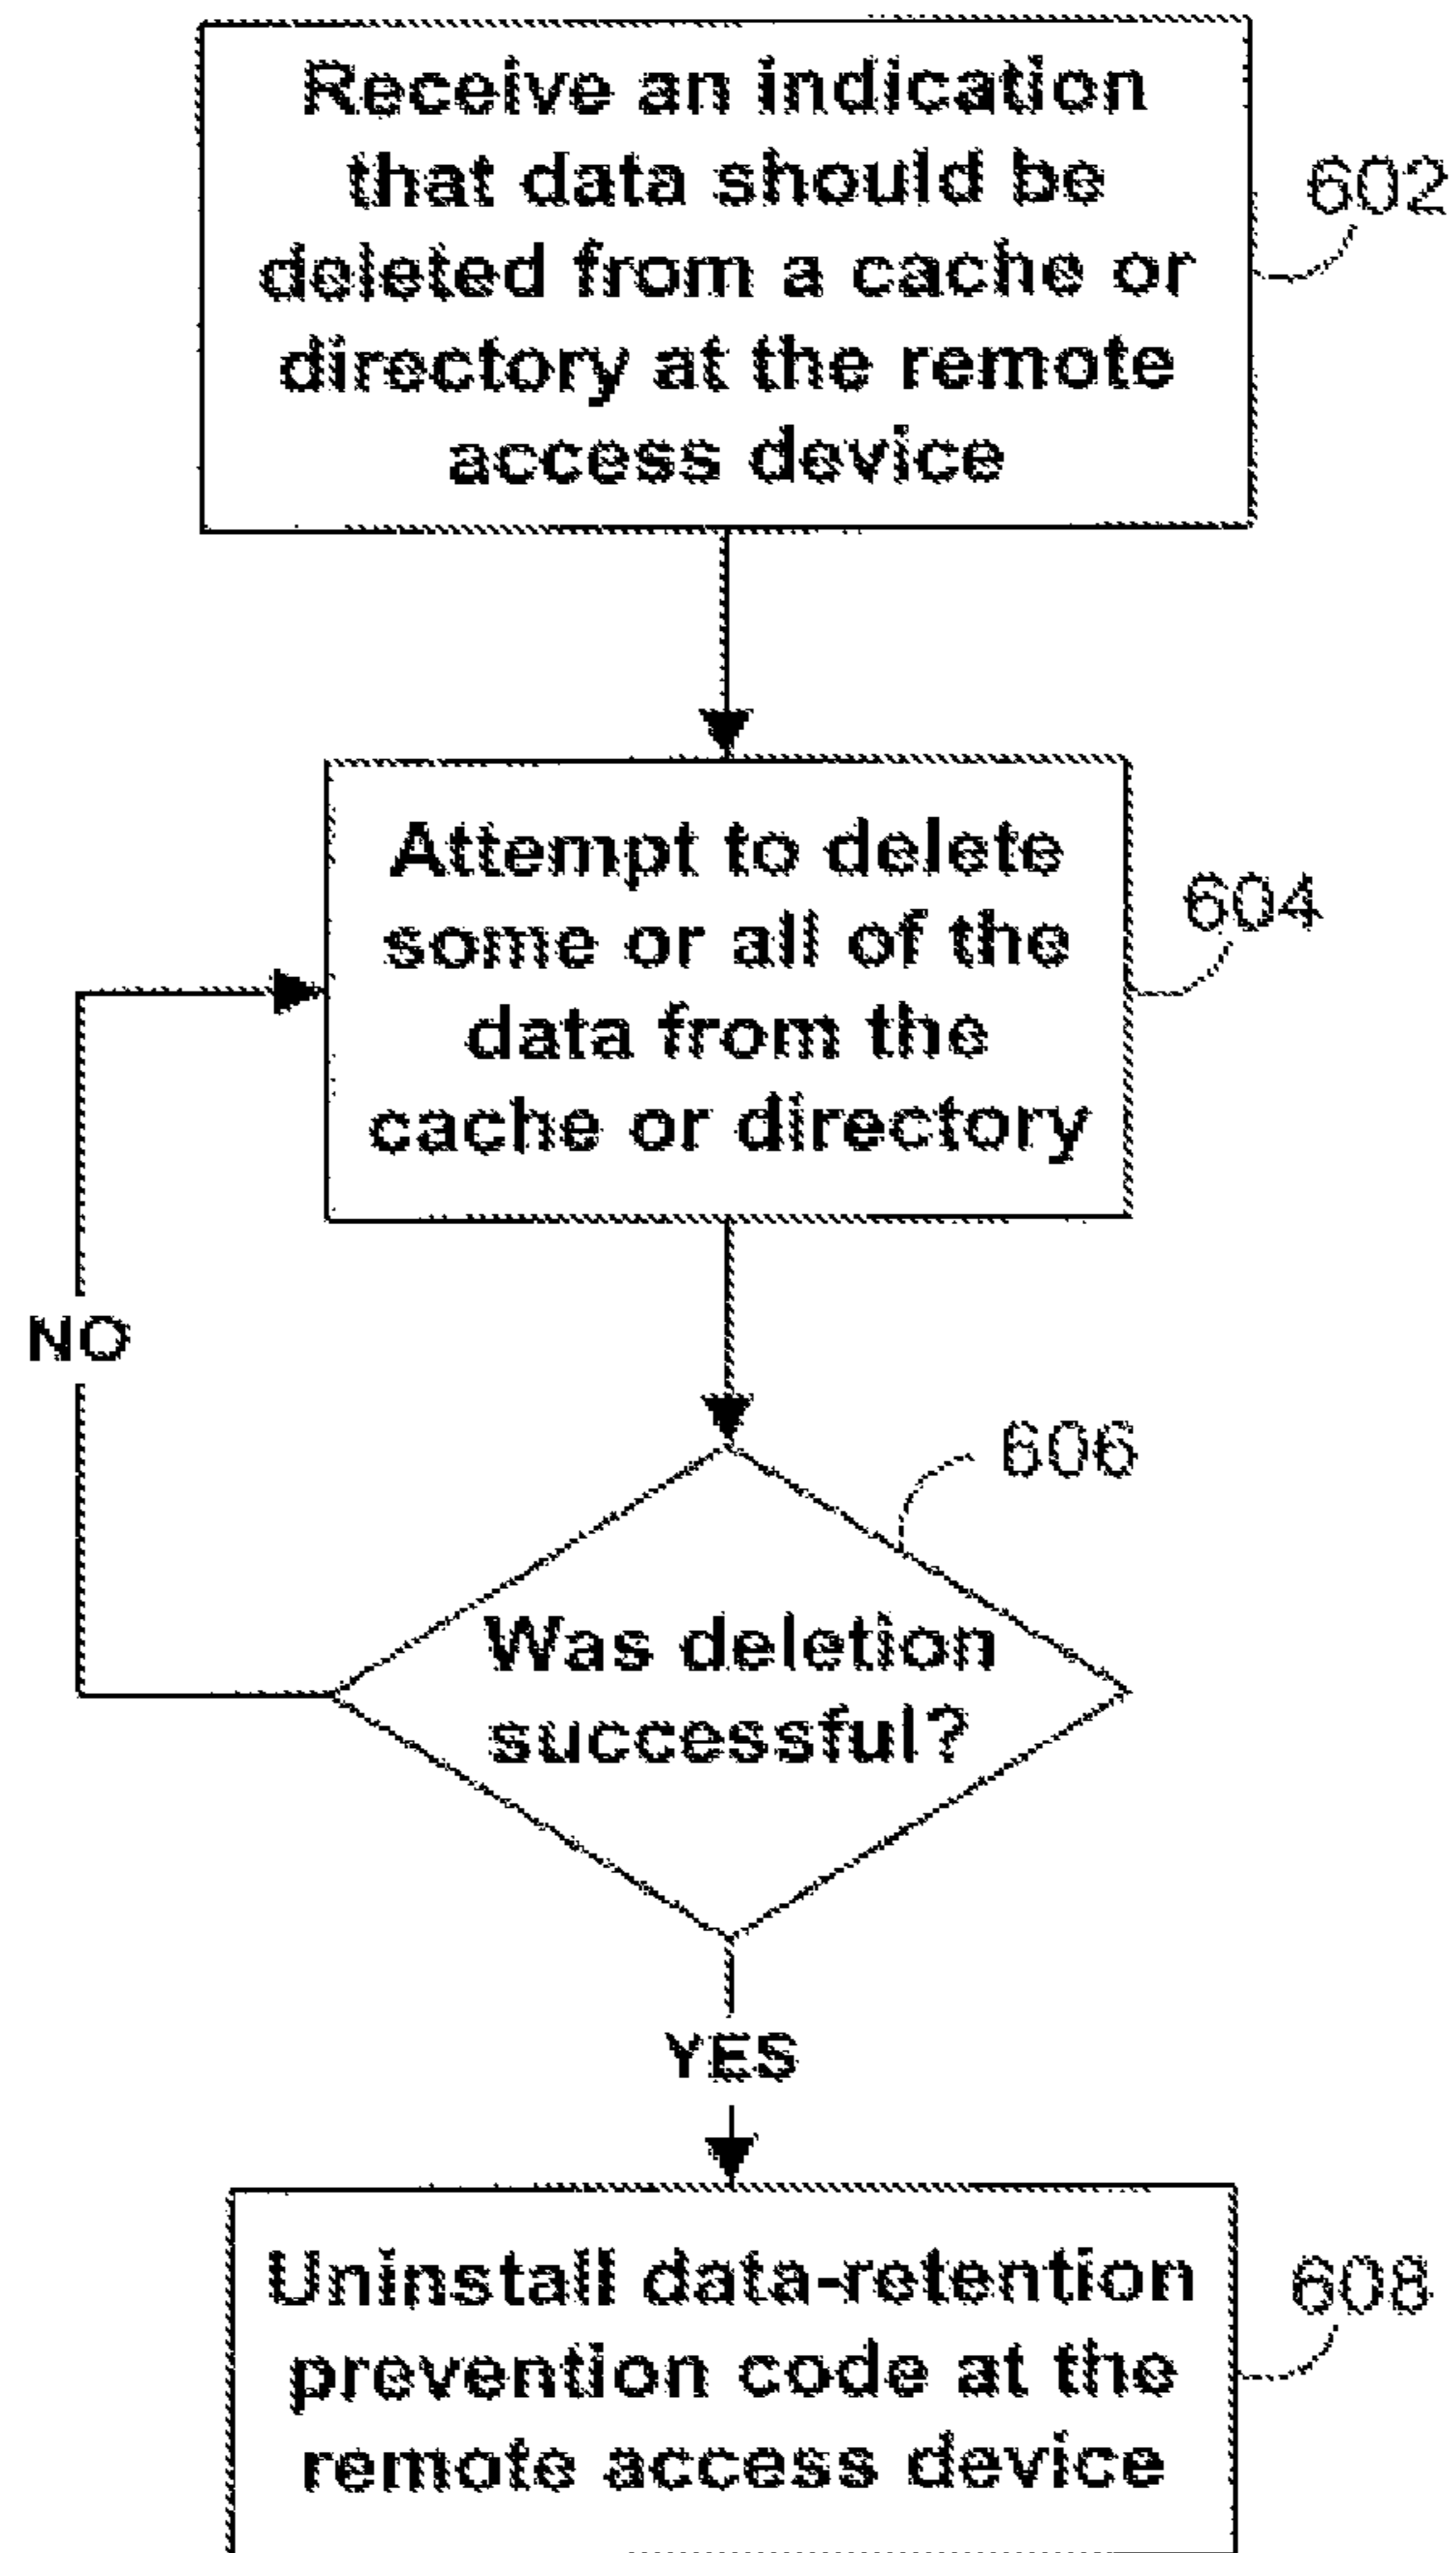 Receive an indication
that data should be
deleted from a cache or
directory at the remote
access device
602
Attempt to delete
some or all of the
data from the
cache or directory
604
NO
606
Was deletion
successful?
YES
Uninstall data-retention
prevention code at the
remote access device
608